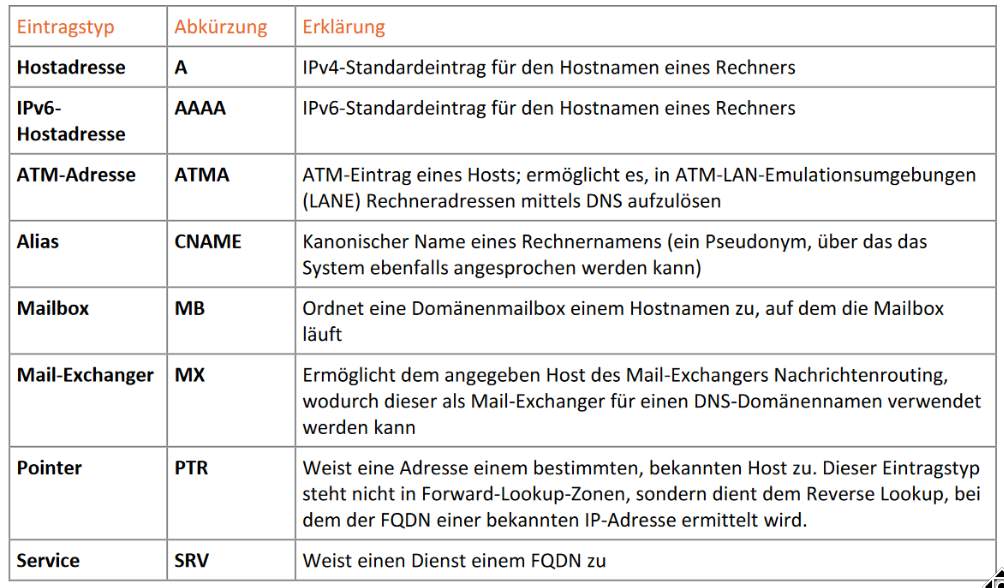 Eintragstyp Abkürzung Erklärung
Hostadresse A IPv4-Standardeintrag für den Hostnamen eines Rechners
IPv6- AAAA IPv6-Standardeintrag für den Hostnamen eines Rechners
Hostadresse
ATM-Adresse ATMA ATM-Eintrag eines Hosts; ermöglicht es, in ATM-LAN-Emulationsumgebungen
(LANE) Rechneradressen mittels DNS aufzulösen
Alias CNAME Kanonischer Name eines Rechnernamens (ein Pseudonym, über das das
System ebenfalls angesprochen werden kann)
Mailbox MB Ordnet eine Domänenmailbox einem Hostnamen zu, auf dem die Mailbox
läuft
Mail-Exchanger MX Ermöglicht dem angegeben Host des Mail-Exchangers Nachrichtenrouting,
wodurch dieser als Mail-Exchanger für einen DNS-Domänennamen verwendet
werden kann
Pointer PTR Weist eine Adresse einem bestimmten, bekannten Host zu. Dieser Eintragstyp
steht nicht in Forward-Lookup-Zonen, sondern dient dem Reverse Lookup, bei
dem der FQDN einer bekannten IP-Adresse ermittelt wird.
Service SRV Weist einen Dienst einem FQDN zu